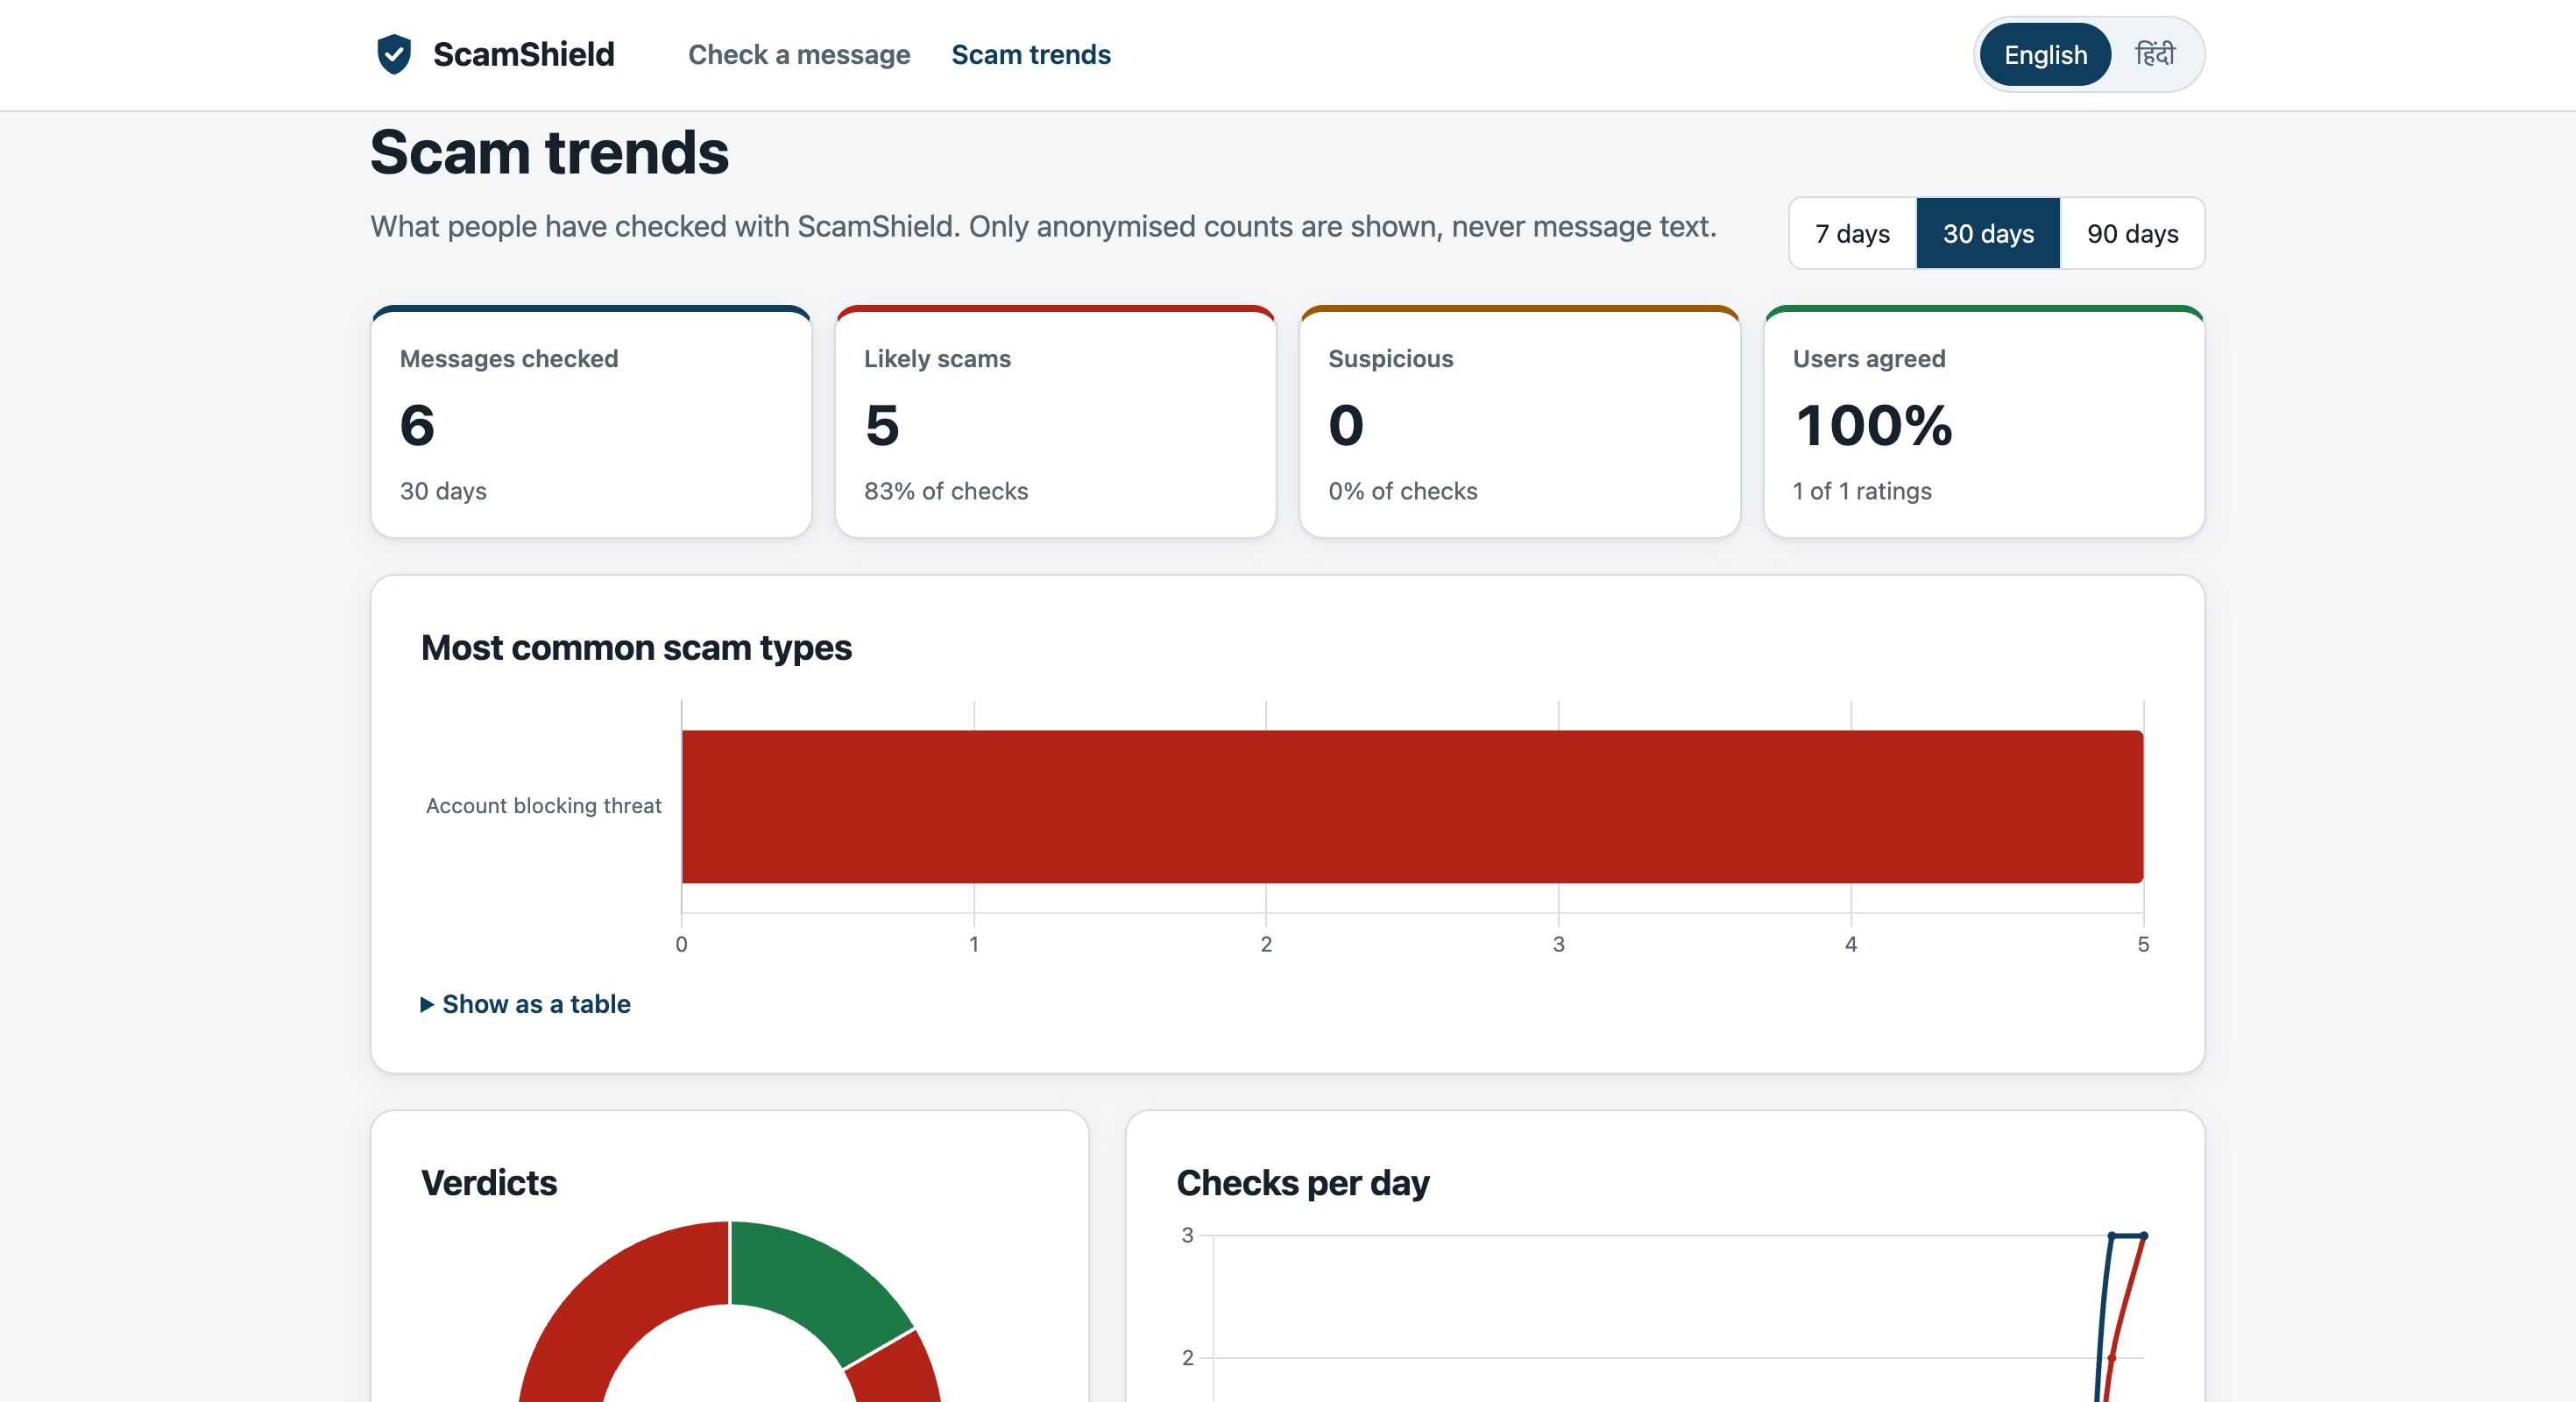 ScamShield
Check a message
Scam trends
English
हिंदी
Scam trends
What people have checked with ScamShield. Only anonymised counts are shown, never message text.
7 days
30 days
90 days
Messages checked
6
30 days
Likely scams
5
83% of checks
Suspicious
0
0% of checks
Users agreed
100%
1 of 1 ratings
Most common scam types
Account blocking threat
0 1 2 3 4 5
Show as a table
Verdicts
Checks per day
3
2